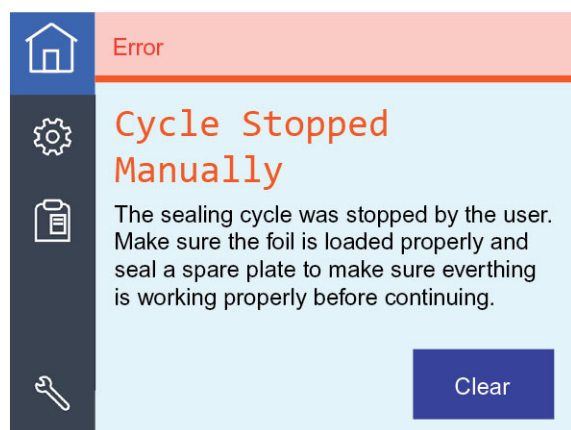 Error
Cycle Stopped
Manually
The sealing cycle was stopped by the user.
Make sure the foil is loaded properly and
seal a spare plate to make sure everthing
is working properly before continuing.
Clear